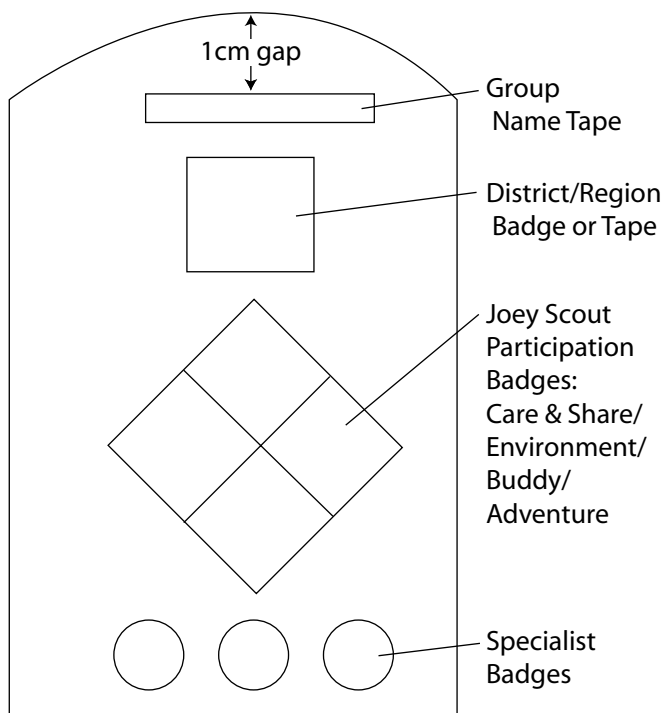 1cm gap
Group
Name Tape
District/Region
Badge or Tape
Joey Scout
Participation
Badges:
Care & Share/
Environment/
Buddy/
Adventure
Specialist
Badges